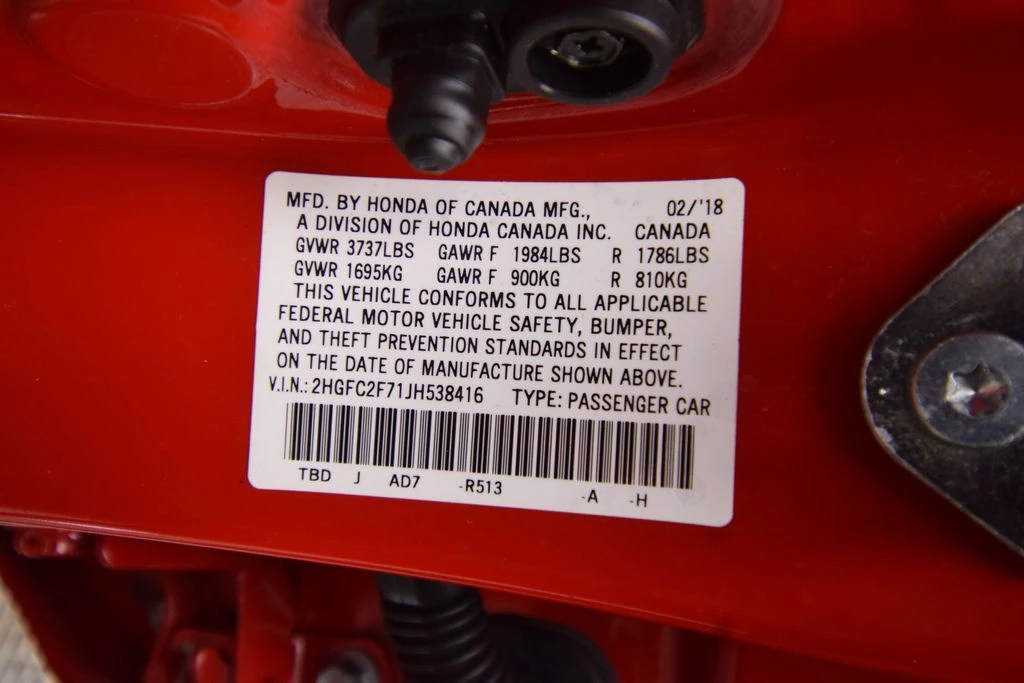 MFD. BY HONDA OF CANADA MFG., 02/'18
A DIVISION OF HONDA CANADA INC. CANADA
GVWR 3737LBS GAWR F 1984LBS R 1786LBS
GVWR 1695KG GAWR F 900KG R 810KG
THIS VEHICLE CONFORMS TO ALL APPLICABLE
FEDERAL MOTOR VEHICLE SAFETY, BUMPER,
AND THEFT PREVENTION STANDARDS IN EFFECT
ON THE DATE OF MANUFACTURE SHOWN ABOVE.
V.I.N.: 2HGFC2F71JH538416 TYPE: PASSENGER CAR
TBD J AD7 -R513 -A -H